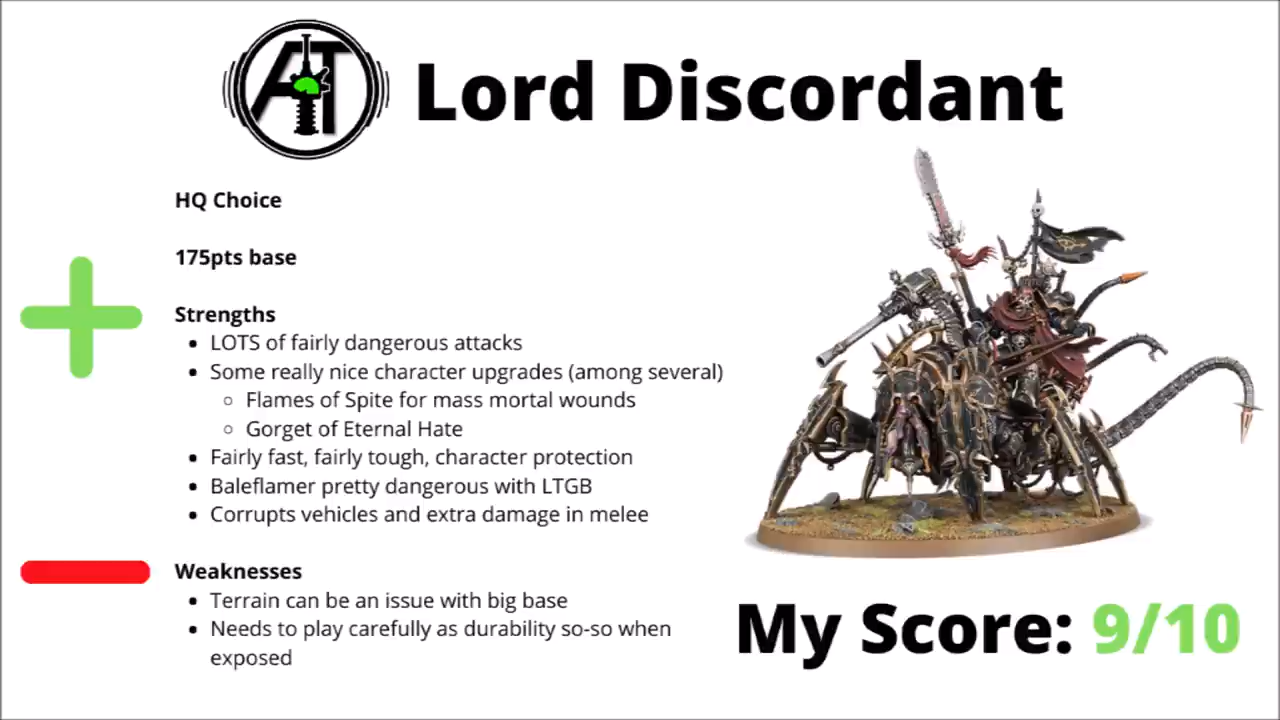 AT
Lord Discordant
HQ Choice
175pts base
Strengths
• LOTS of fairly dangerous attacks
• Some really nice character upgrades (among several)
○ Flames of Spite for mass mortal wounds
○ Gorget of Eternal Hate
• Fairly fast, fairly tough, character protection
• Baleflamer pretty dangerous with LTGB
• Corrupts vehicles and extra damage in melee
Weaknesses
• Terrain can be an issue with big base
• Needs to play carefully as durability so-so when
exposed
My Score: 9/10